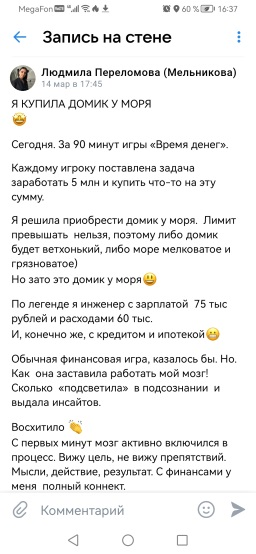 MegaFon 60 % 16:37
Запись на стене
Людмила Переломова (Мельникова)
14 мар в 17:45
Я КУПИЛА ДОМИК У МОРЯ
🤩
Сегодня. За 90 минут игры «Время денег».
Каждому игроку поставлена задача
заработать 5 млн и купить что-то на эту
сумму.
Я решила приобрести домик у моря.  Лимит
превышать  нельзя, поэтому либо домик
будет ветхонький, либо море мелковатое и
грязноватое)
Но зато это домик у моря😃
По легенде я инженер с зарплатой  75 тыс
рублей и расходами 60 тыс.
И, конечно же, с кредитом и ипотекой😁
Обычная финансовая игра, казалось бы. Но.
Как  она заставила работать мой мозг!
Сколько  «подсветила»  в подсознании  и
выдала инсайтов.
Восхитило 👏
С первых минут мозг активно включился в
процесс. Вижу цель, не вижу препятствий.
Мысли, действие, результат. С финансами у
меня  полный коннект.
Комментарий